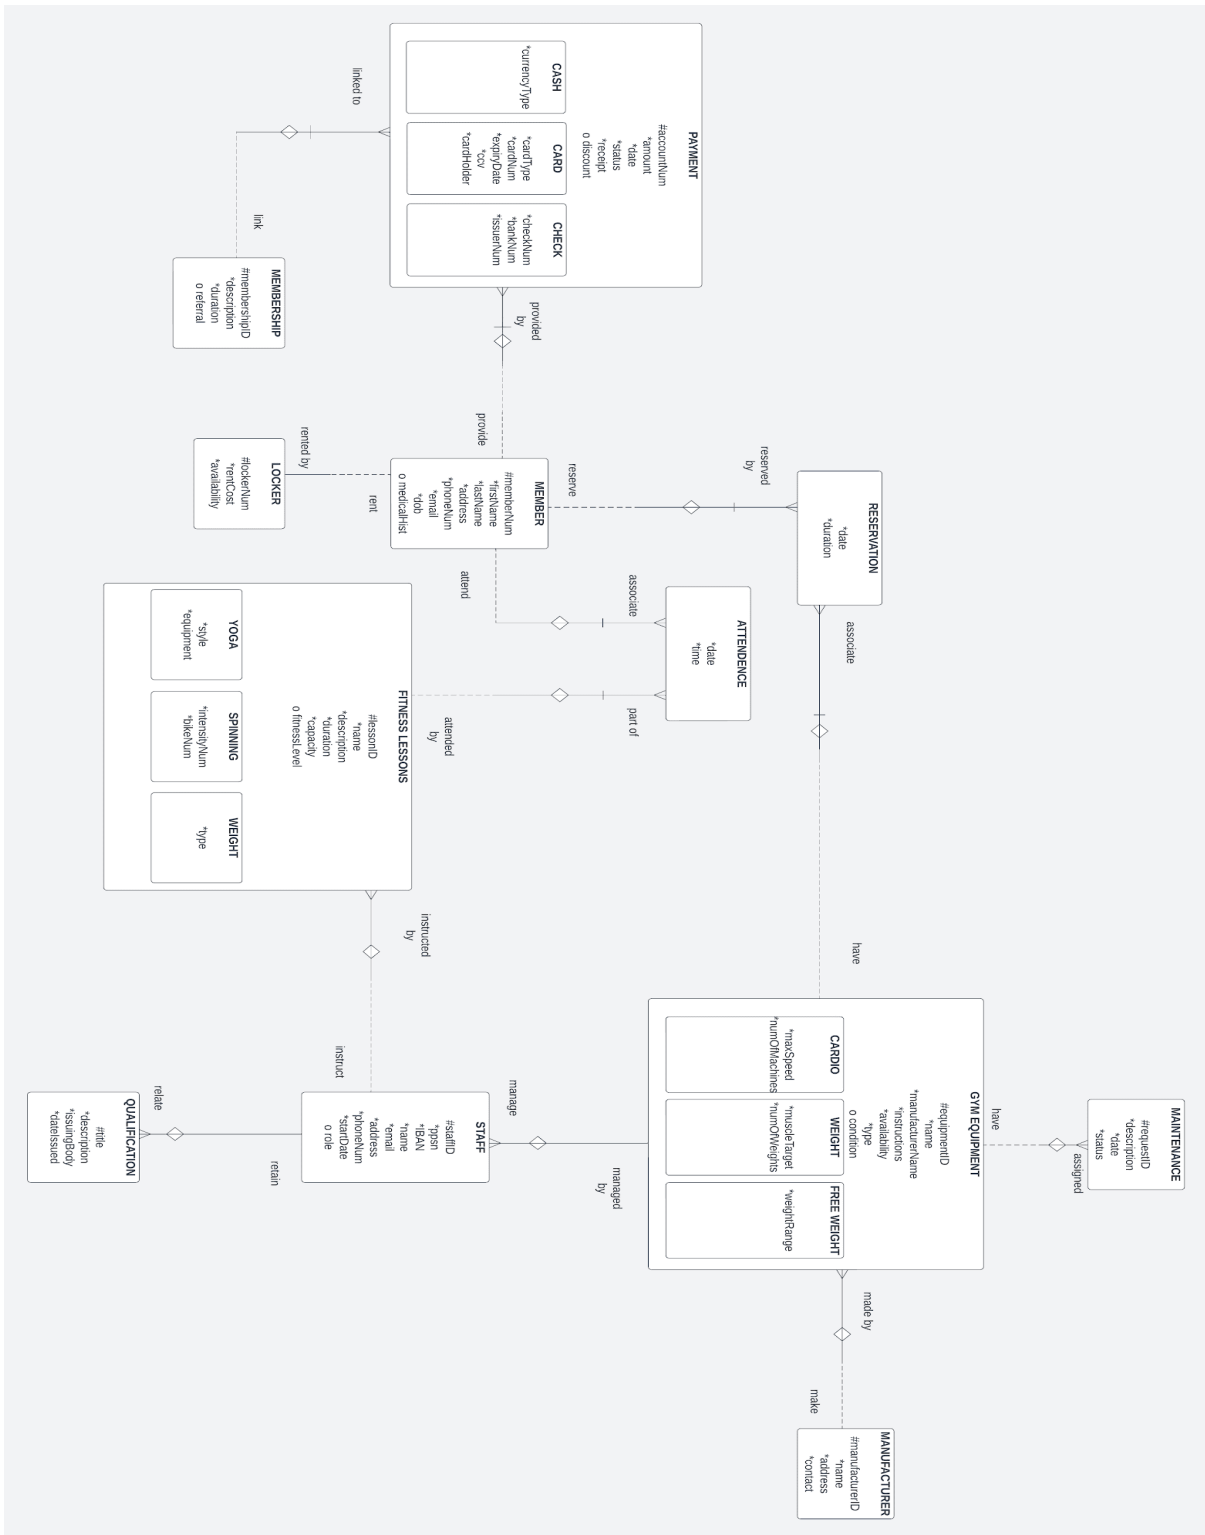 PAYMENT
#accountNum
*amount
*date
*status
*receipt
o discount
CASH
*currencyType
CARD
*cardType
*cardNum
*expiryDate
*ccv
*cardHolder
CHECK
*checkNum
*bankNum
*issuerNum
linked to
link
MEMBERSHIP
#membershipID
*description
*duration
o referral
provided
by
provide
MEMBER
#memberNum
*firstName
*lastName
*address
*phoneNum
*email
*dob
o medicalHist
rented by
rent
LOCKER
#lockerNum
*rentCost
*availability
reserve
reserved
by
RESERVATION
*date
*duration
associate
have
attend
associate
ATTENDENCE
*date
*time
part of
attended
by
FITNESS LESSONS
#lessonID
*name
*description
*duration
*capacity
o fitnessLevel
YOGA
*style
*equipment
SPINNING
*intensityNum
*bikeNum
WEIGHT
*type
instructed
by
instruct
STAFF
#staffID
*ppsn
*IBAN
*name
*email
*address
*phoneNum
*startDate
o role
relate
retain
QUALIFICATION
#title
*description
*issuingBody
*dateIssued
manage
managed
by
GYM EQUIPMENT
#equipmentID
*name
*manufacturerName
*instructions
*availability
*type
o condition
CARDIO
*maxSpeed
*numOfMachines
WEIGHT
*muscleTarget
*numOfWeights
FREE WEIGHT
*weightRange
have
assigned
MAINTENANCE
#requestID
*description
*date
*status
made by
make
MANUFACTURER
#manufacturerID
*name
*address
*contact